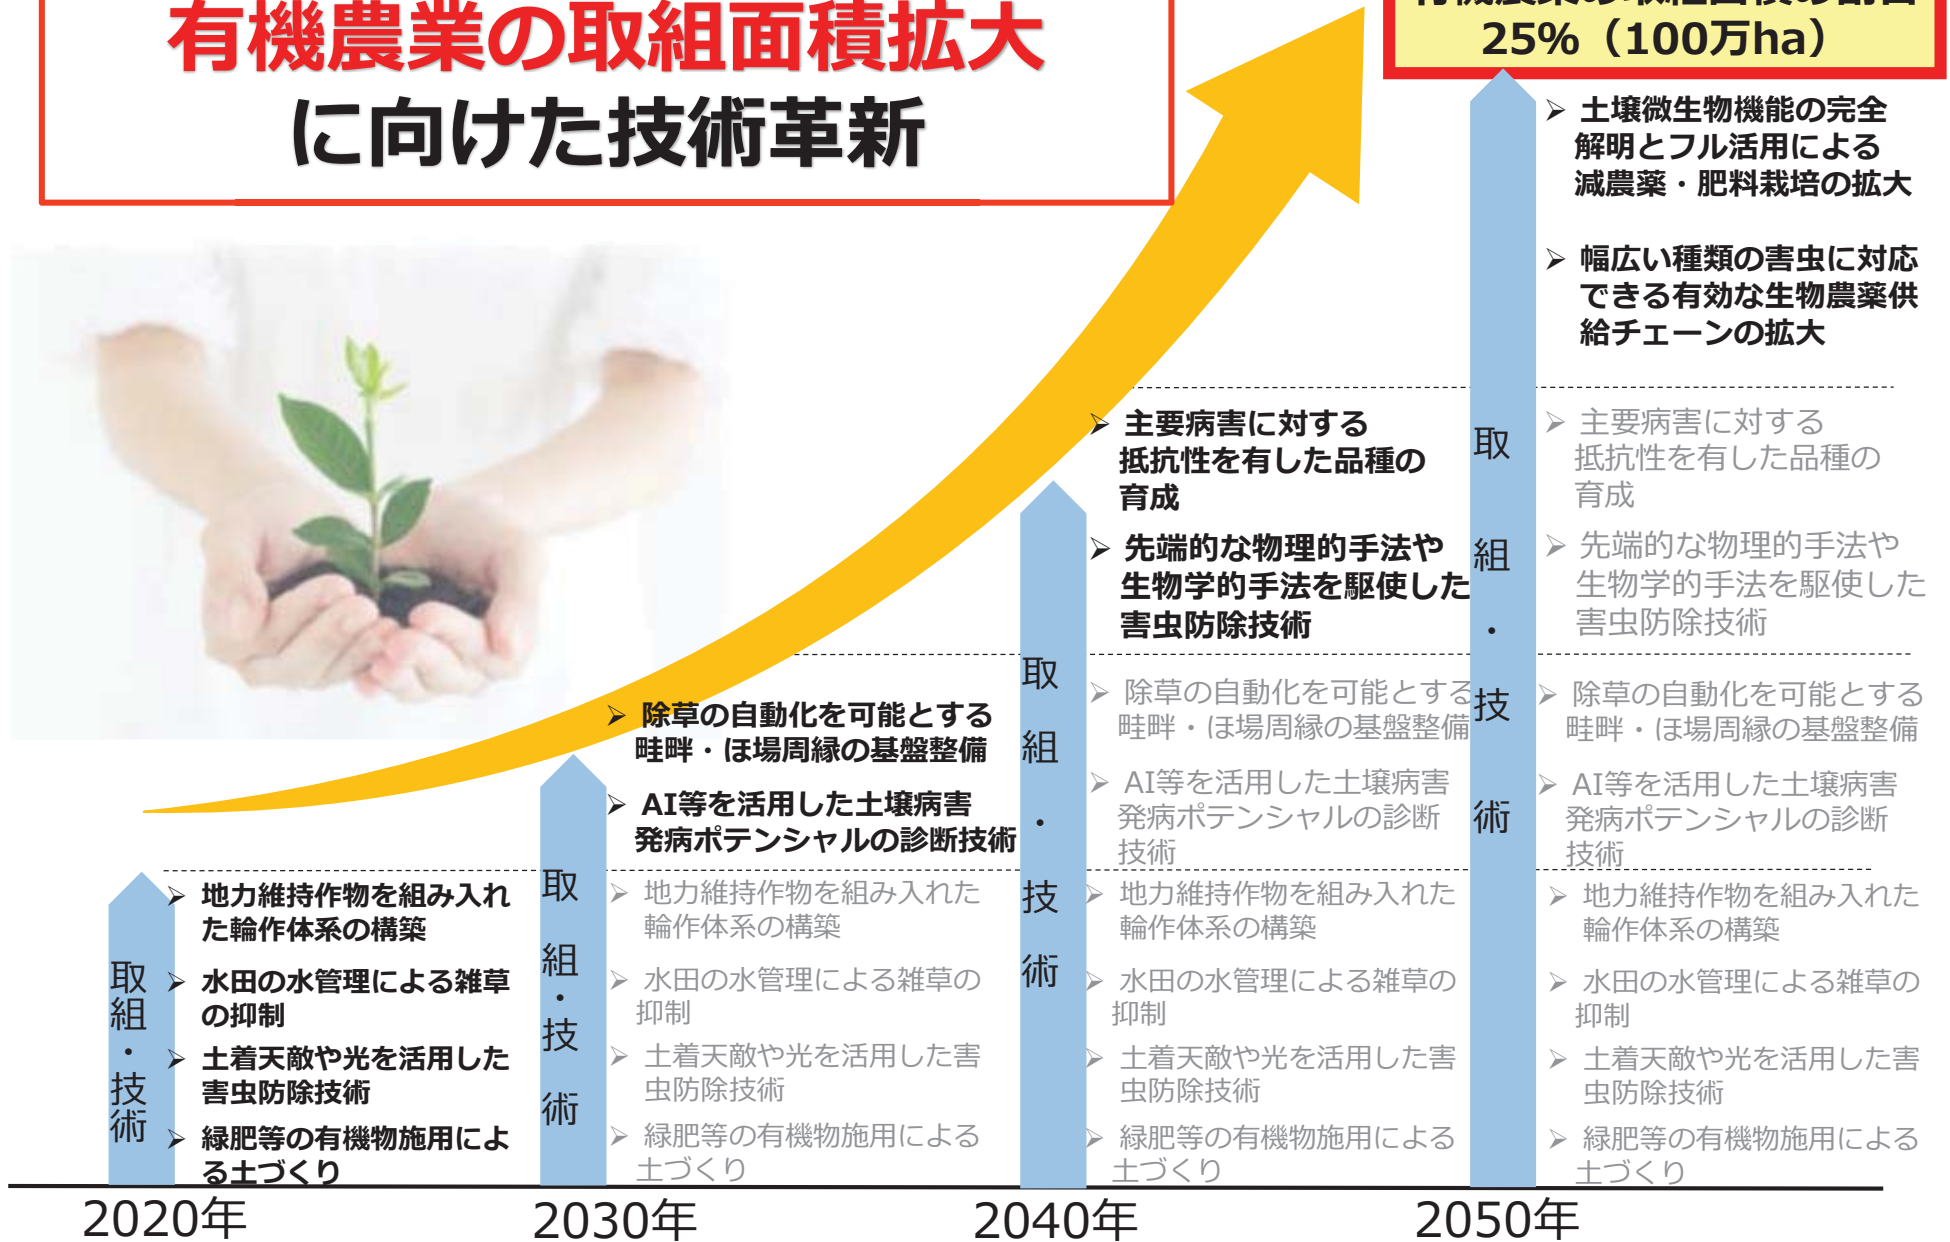 有機農業の取組面積拡大
に向けた技術革新
有機農業の取組面積の割合
25%（100万ha）
➢ 土壌微生物機能の完全
解明とフル活用による
減農薬・肥料栽培の拡大
➢ 幅広い種類の害虫に対応
できる有効な生物農薬供
給チェーンの拡大
➢ 主要病害に対する
抵抗性を有した品種の
育成
➢ 先端的な物理的手法や
生物学的手法を駆使した
害虫防除技術
➢ 除草の自動化を可能とする
畦畔・ほ場周縁の基盤整備
➢ AI等を活用した土壌病害
発病ポテンシャルの診断
技術
➢ 地力維持作物を組み入れた
輪作体系の構築
➢ 水田の水管理による雑草の
抑制
➢ 土着天敵や光を活用した害
虫防除技術
➢ 緑肥等の有機物施用による
土づくり
取組・技術
2050年
➢ 主要病害に対する
抵抗性を有した品種の
育成
➢ 先端的な物理的手法や
生物学的手法を駆使した
害虫防除技術
➢ 除草の自動化を可能とする
畦畔・ほ場周縁の基盤整備
➢ AI等を活用した土壌病害
発病ポテンシャルの診断
技術
➢ 地力維持作物を組み入れた
輪作体系の構築
➢ 水田の水管理による雑草の
抑制
➢ 土着天敵や光を活用した害
虫防除技術
➢ 緑肥等の有機物施用による
土づくり
取組・技術
2040年
➢ 除草の自動化を可能とする
畦畔・ほ場周縁の基盤整備
➢ AI等を活用した土壌病害
発病ポテンシャルの診断技術
➢ 地力維持作物を組み入れた
輪作体系の構築
➢ 水田の水管理による雑草の
抑制
➢ 土着天敵や光を活用した害
虫防除技術
➢ 緑肥等の有機物施用による
土づくり
取組・技術
2030年
➢ 地力維持作物を組み入れ
た輪作体系の構築
➢ 水田の水管理による雑草
の抑制
➢ 土着天敵や光を活用した
害虫防除技術
➢ 緑肥等の有機物施用によ
る土づくり
取組・技術
2020年